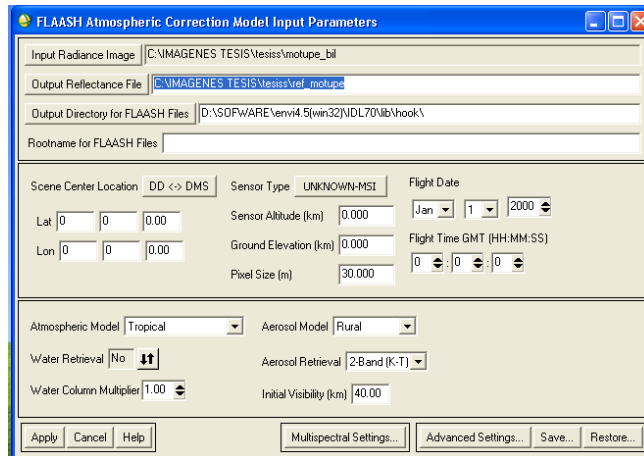 FLAASH Atmospheric Correction Model Input Parameters
Input Radiance Image C:\IMAGENES TESIS\tesiss\motupe_bil
Output Reflectance File C:\IMAGENES TESIS\tesiss\ref_motupe
Output Directory for FLAASH Files D:\SOFWARE\envi4.5(win32)\IDL70\lib\hook\
Rootname for FLAASH Files
Scene Center Location DD <-> DMS
Lat 0 0 0.00
Lon 0 0 0.00
Sensor Type UNKNOWN-MSI
Sensor Altitude (km) 0.000
Ground Elevation (km) 0.000
Pixel Size (m) 30.000
Flight Date
Jan 1 2000
Flight Time GMT (HH:MM:SS)
0 : 0 : 0
Atmospheric Model Tropical
Water Retrieval No
Water Column Multiplier 1.00
Aerosol Model Rural
Aerosol Retrieval 2-Band (K-T)
Initial Visibility (km) 40.00
Apply Cancel Help Multispectral Settings... Advanced Settings... Save... Restore...